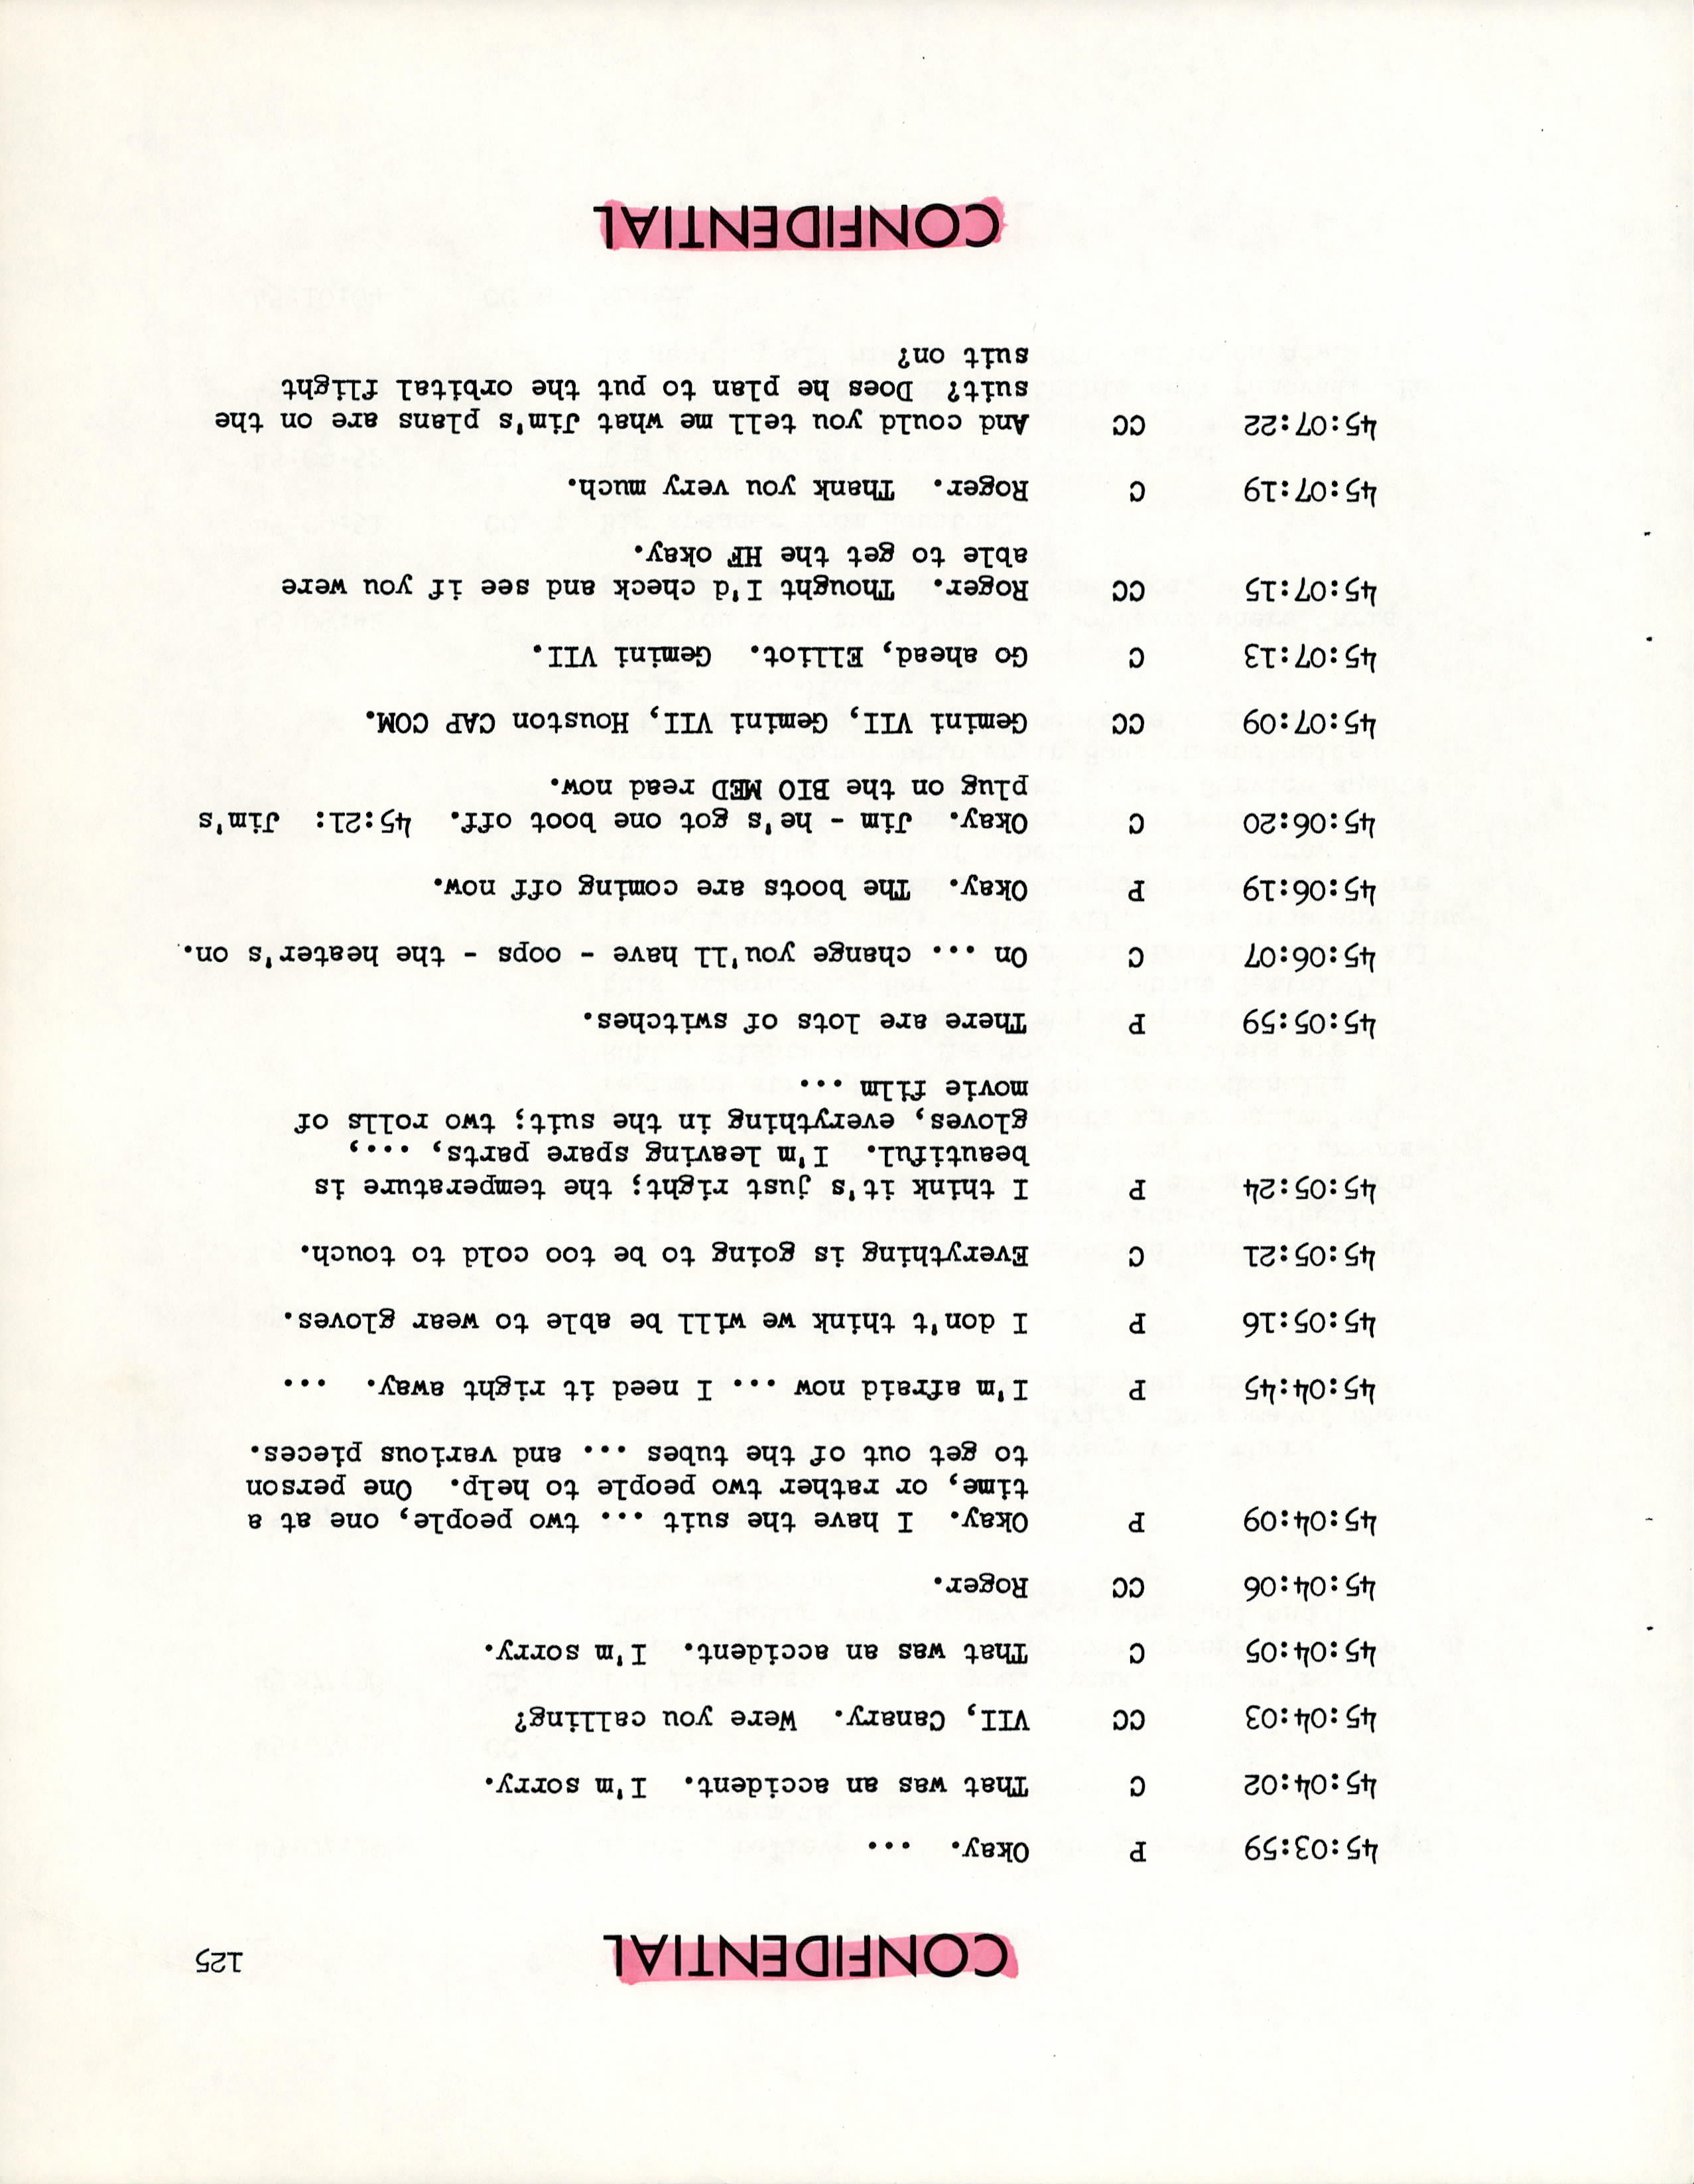 CONFIDENTIAL 125
45:03:59 P Okay. ...
45:04:02 C That was an accident. I'm sorry.
45:04:03 CC VII, Canary. Were you calling?
45:04:05 C That was an accident. I'm sorry.
45:04:06 CC Roger.
45:04:09 P Okay. I have the suit ... two people, one at a
time, or rather two people to help. One person
to get out of the tubes ... and various pieces.
45:04:45 P I'm afraid now ... I need it right away. ...
45:05:16 P I don't think we will be able to wear gloves.
45:05:21 C Everything is going to be too cold to touch.
45:05:24 P I think it's just right; the temperature is
beautiful. I'm leaving spare parts, ...,
gloves, everything in the suit; two rolls of
movie film ...
45:05:59 P There are lots of switches.
45:06:07 C On ... change you'll have - oops - the heater's on.
45:06:19 P Okay. The boots are coming off now.
45:06:20 C Okay. Jim - he's got one boot off. 45:21: Jim's
plug on the BIO MED read now.
45:07:09 CC Gemini VII, Gemini VII, Houston CAP COM.
45:07:13 C Go ahead, Elliot. Gemini VII.
45:07:15 CC Roger. Thought I'd check and see if you were
able to get the HF okay.
45:07:19 C Roger. Thank you very much.
45:07:22 CC And could you tell me what Jim's plans are on the
suit? Does he plan to put the orbital flight
suit on?
CONFIDENTIAL